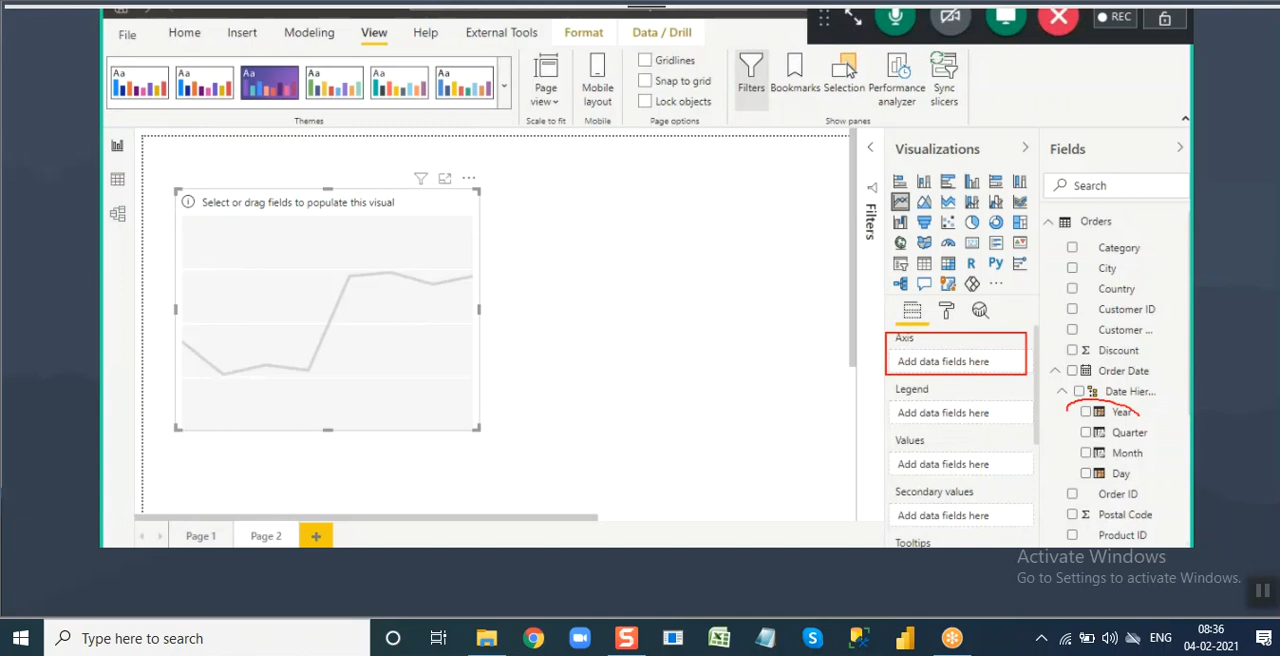 REC
File
Home
Insert
Modeling
View
Help
External Tools
Format
Data / Drill
Aa
Aa
Aa
Aa
Aa
Aa
Themes
Page
view
Scale to fit
Mobile
layout
Mobile
Gridlines
Snap to grid
Lock objects
Page options
Filters
Bookmarks
Selection
Performance
analyzer
Sync
slicers
Show panes
Select or drag fields to populate this visual
Filters
Visualizations
R
Py
Axis
Add data fields here
Legend
Add data fields here
Values
Add data fields here
Secondary values
Add data fields here
Tooltips
Fields
Search
Orders
Category
City
Country
Customer ID
Customer ...
Σ Discount
Order Date
Date Hier...
Year
Quarter
Month
Day
Order ID
Σ Postal Code
Product ID
Page 1
Page 2
+
Activate Windows
Go to Settings to activate Windows.
Type here to search
ENG
08:36
04-02-2021